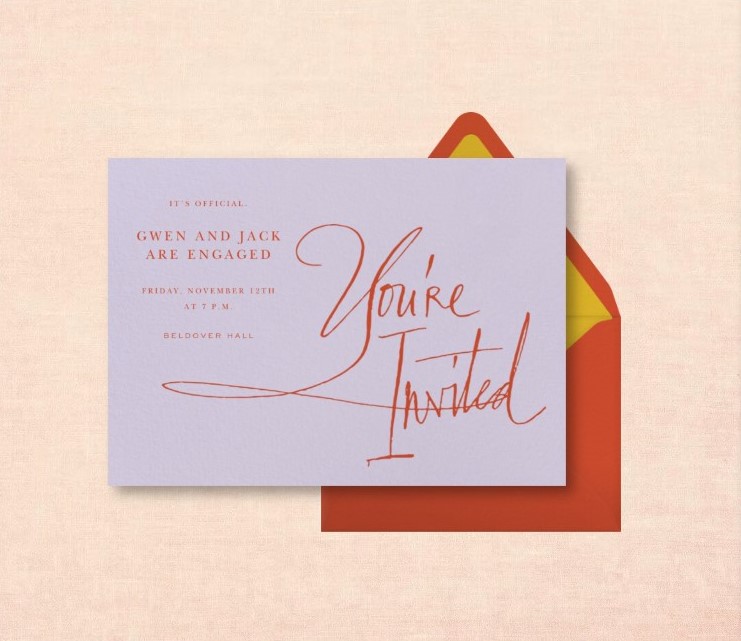 IT'S OFFICIAL.
GWEN AND JACK
ARE ENGAGED
FRIDAY, NOVEMBER 12TH
AT 7 P.M.
BELDOVER HALL
You're
Invited